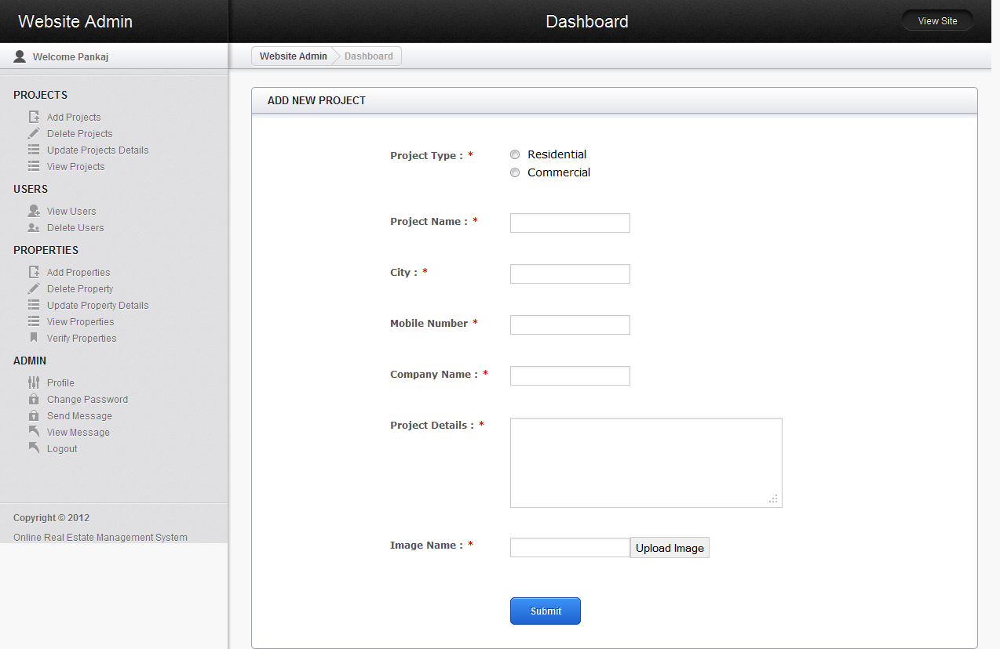 Website Admin
Dashboard
View Site
Welcome Pankaj
Website Admin
Dashboard
PROJECTS
Add Projects
Delete Projects
Update Projects Details
View Projects
USERS
View Users
Delete Users
PROPERTIES
Add Properties
Delete Property
Update Property Details
View Properties
Verify Properties
ADMIN
Profile
Change Password
Send Message
View Message
Logout
Copyright © 2012
Online Real Estate Management System
ADD NEW PROJECT
Project Type : *
Residential
Commercial
Project Name : *
City : *
Mobile Number *
Company Name : *
Project Details : *
Image Name : *
Upload Image
Submit